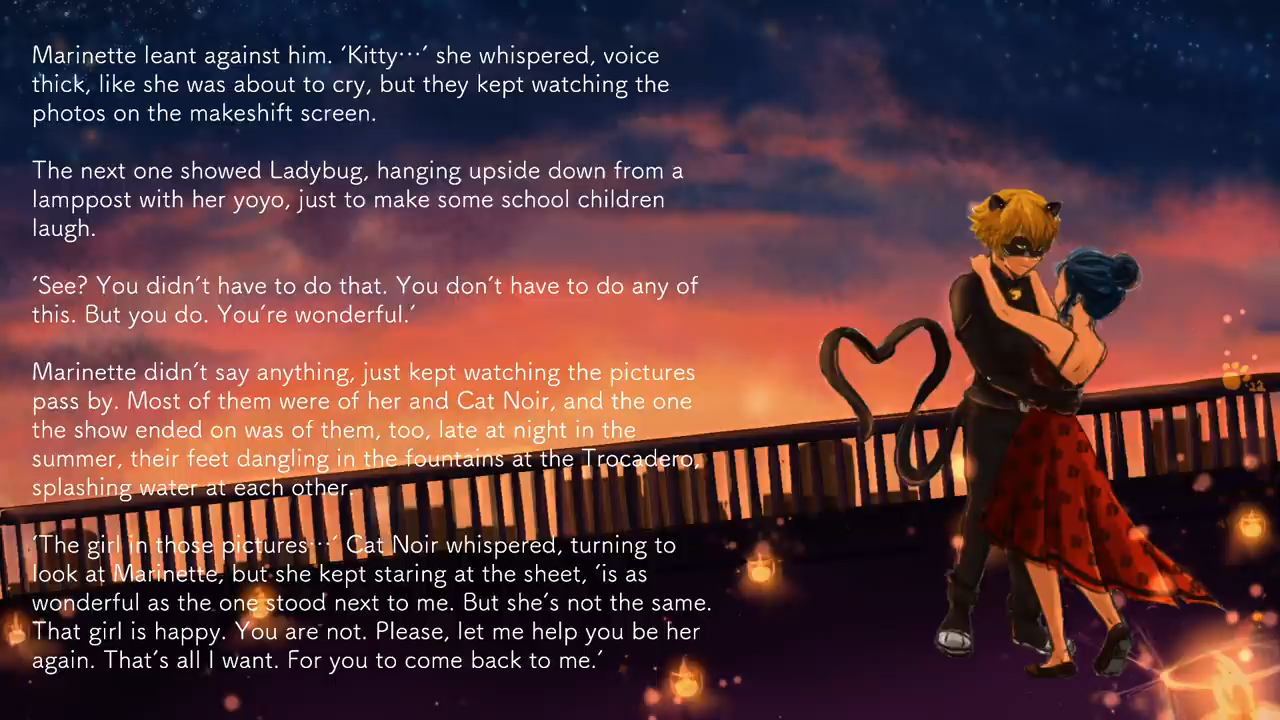 Marinette leant against him. ‘Kitty···’ she whispered, voice
thick, like she was about to cry, but they kept watching the
photos on the makeshift screen.
The next one showed Ladybug, hanging upside down from a
lamppost with her yoyo, just to make some school children
laugh.
‘See? You didn’t have to do that. You don’t have to do any of
this. But you do. You’re wonderful.’
Marinette didn’t say anything, just kept watching the pictures
pass by. Most of them were of her and Cat Noir, and the one
the show ended on was of them, too, late at night in the
summer, their feet dangling in the fountains at the Trocadero,
splashing water at each other.
‘The girl in those pictures···’ Cat Noir whispered, turning to
look at Marinette, but she kept staring at the sheet, ‘is as
wonderful as the one stood next to me. But she’s not the same.
That girl is happy. You are not. Please, let me help you be her
again. That’s all I want. For you to come back to me.’